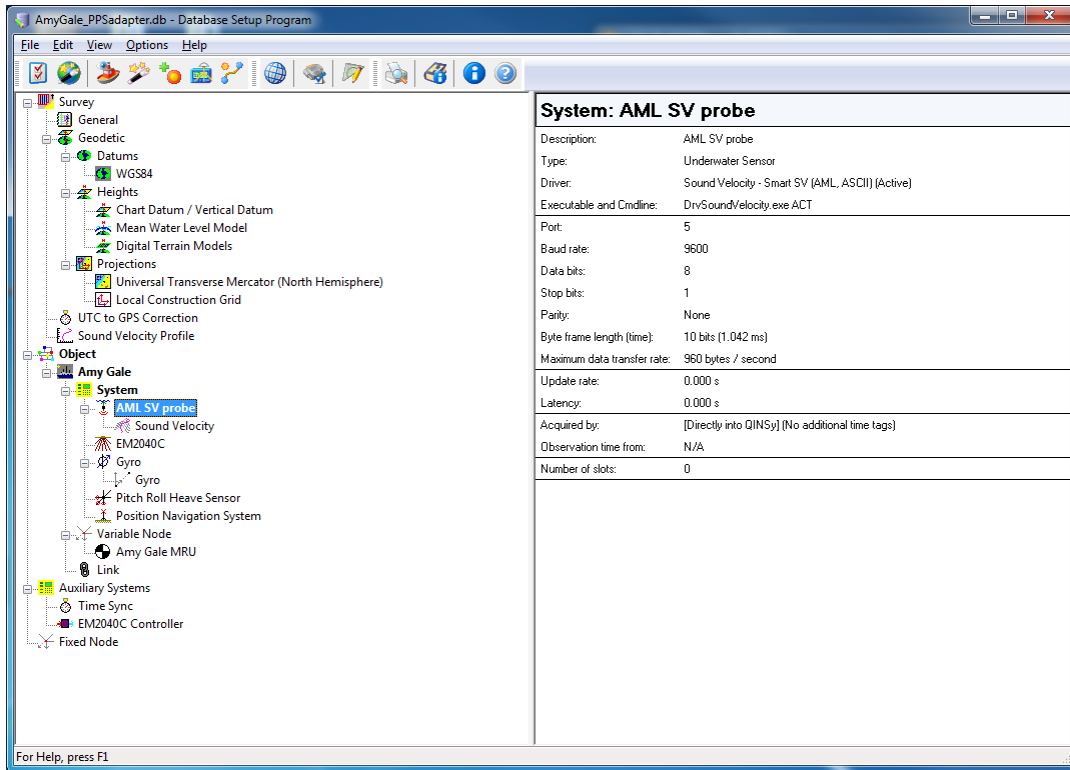 AmyGale_PPSadapter.db - Database Setup Program
File Edit View Options Help
Survey
General
Geodetic
Datums
WGS84
Heights
Chart Datum / Vertical Datum
Mean Water Level Model
Digital Terrain Models
Projections
Universal Transverse Mercator (North Hemisphere)
Local Construction Grid
UTC to GPS Correction
Sound Velocity Profile
Object
Amy Gale
System
AML SV probe
Sound Velocity
EM2040C
Gyro
Gyro
Pitch Roll Heave Sensor
Position Navigation System
Variable Node
Amy Gale MRU
Link
Auxiliary Systems
Time Sync
EM2040C Controller
Fixed Node
System: AML SV probe
Description: AML SV probe
Type: Underwater Sensor
Driver: Sound Velocity - Smart SV (AML, ASCII) (Active)
Executable and Cmdline: DrvSoundVelocity.exe ACT
Port: 5
Baud rate: 9600
Data bits: 8
Stop bits: 1
Parity: None
Byte frame length (time): 10 bits (1.042 ms)
Maximum data transfer rate: 960 bytes / second
Update rate: 0.000 s
Latency: 0.000 s
Acquired by: [Directly into QINSy] (No additional time tags)
Observation time from: N/A
Number of slots: 0
For Help, press F1